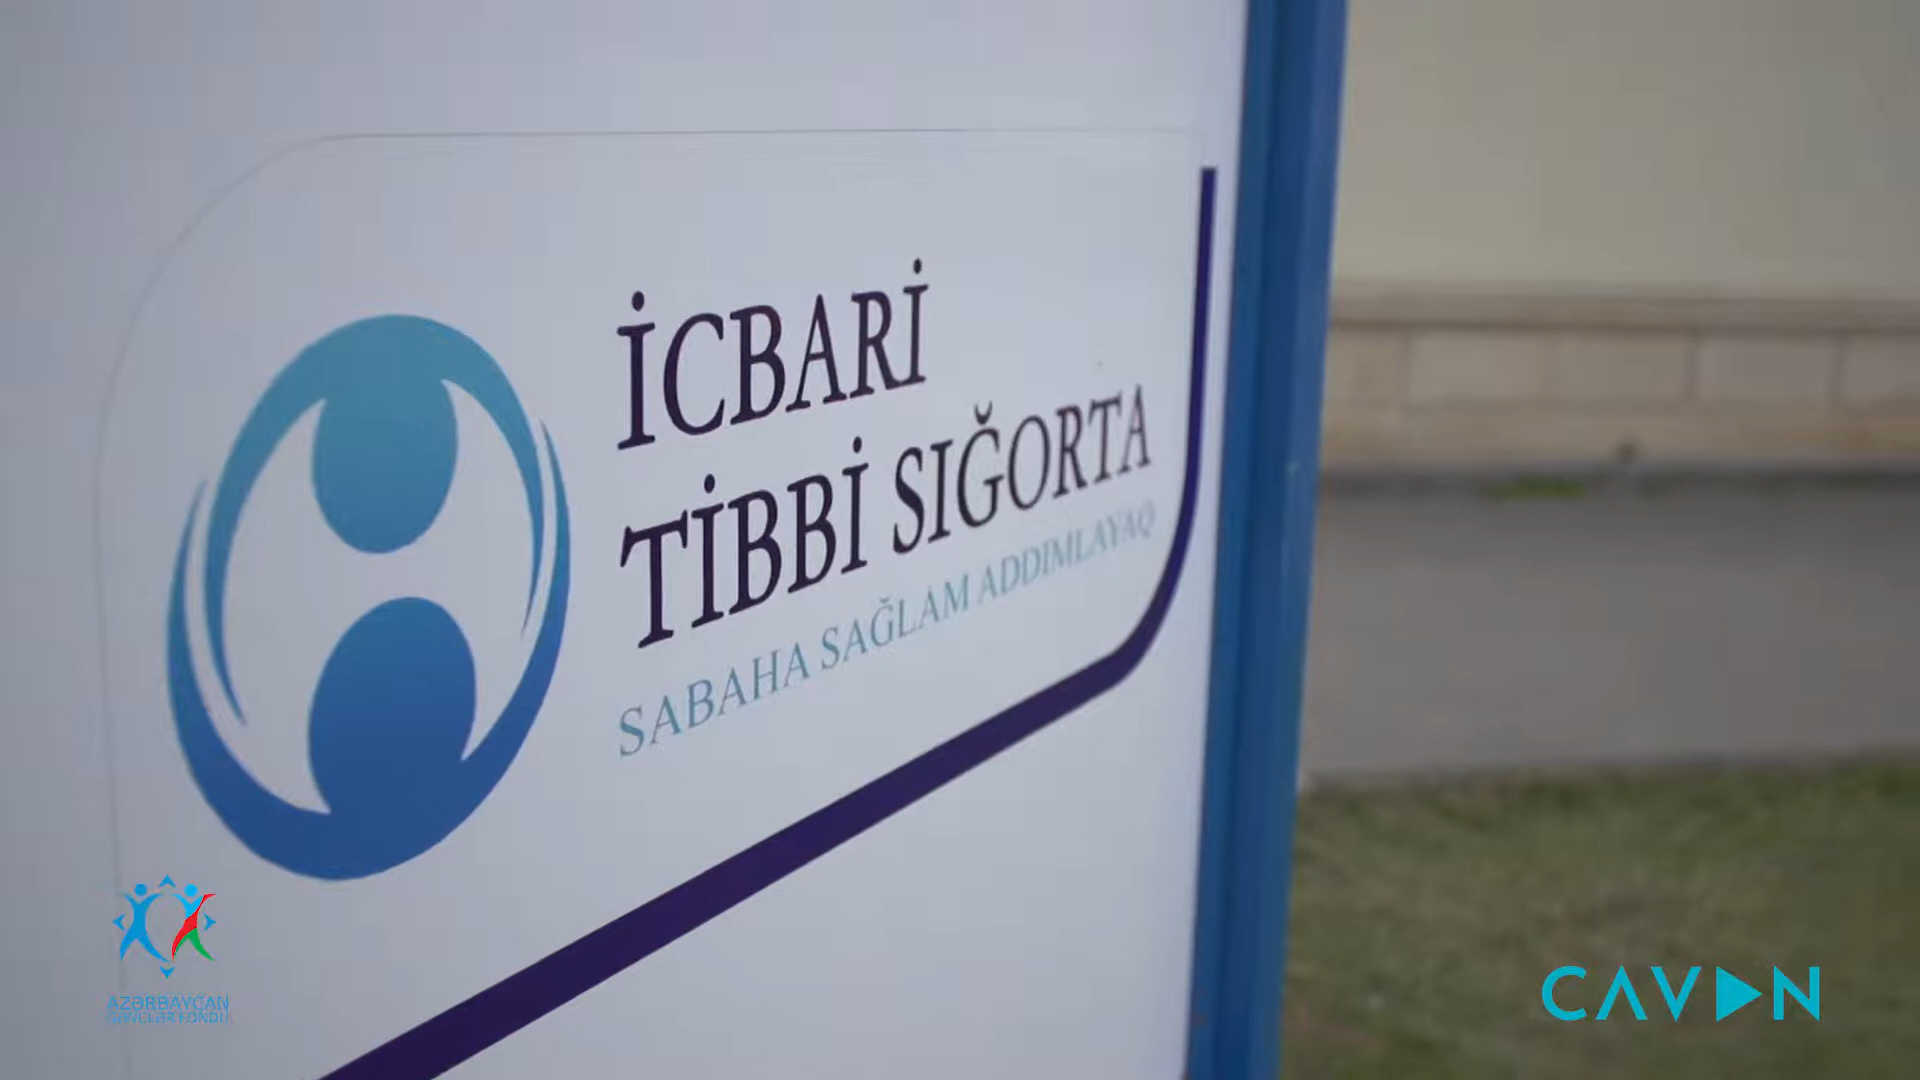 İCBARİ
TİBBİ SIĞORTA
SABAHA SAĞLAM ADDIMLAYAQ
AZƏRBAYCAN
GƏNCLƏR FONDU
CAVAN